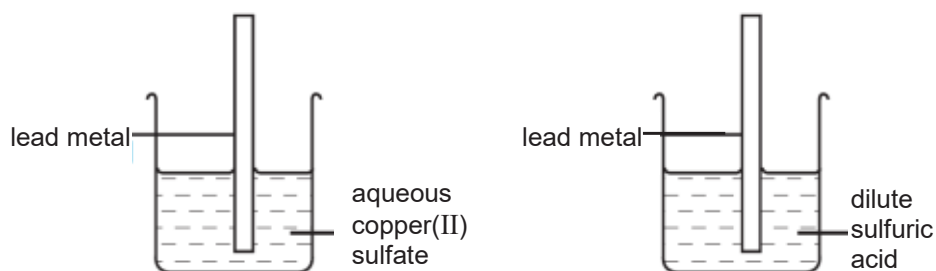 lead metal
aqueous
copper(II)
sulfate
lead metal
dilute
sulfuric
acid